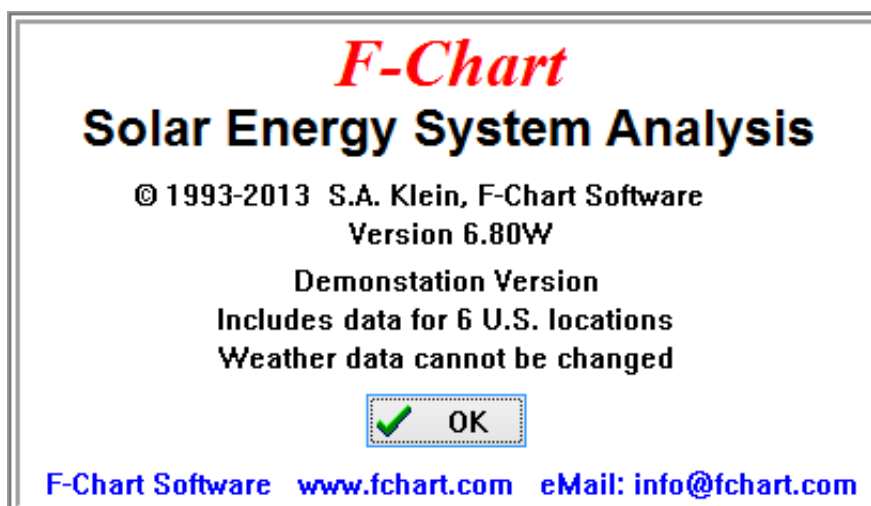 F-Chart
Solar Energy System Analysis
© 1993-2013 S.A. Klein, F-Chart Software
Version 6.80W
Demonstation Version
Includes data for 6 U.S. locations
Weather data cannot be changed
OK
F-Chart Software www.fchart.com eMail: info@fchart.com